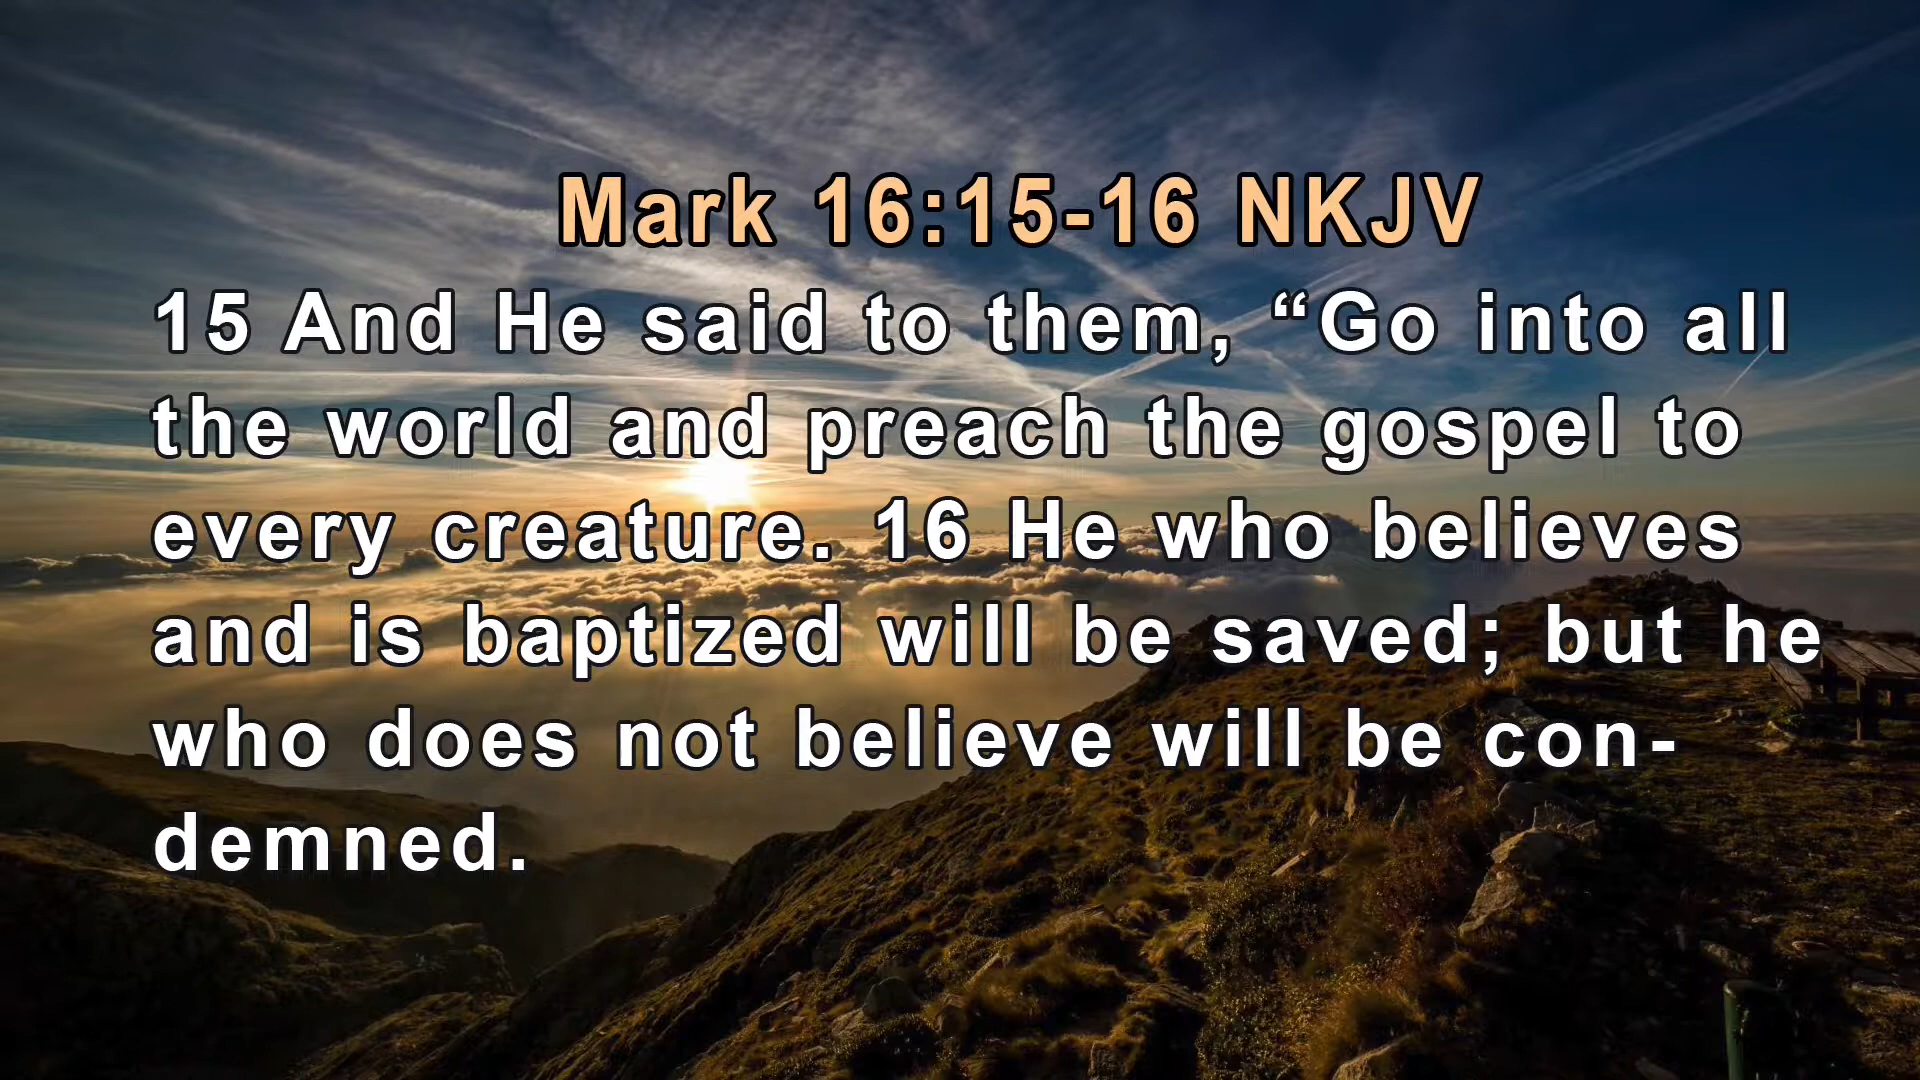 Mark 16:15-16 NKJV
15 And He said to them, “Go into all
the world and preach the gospel to
every creature. 16 He who believes
and is baptized will be saved; but he
who does not believe will be con-
demned.